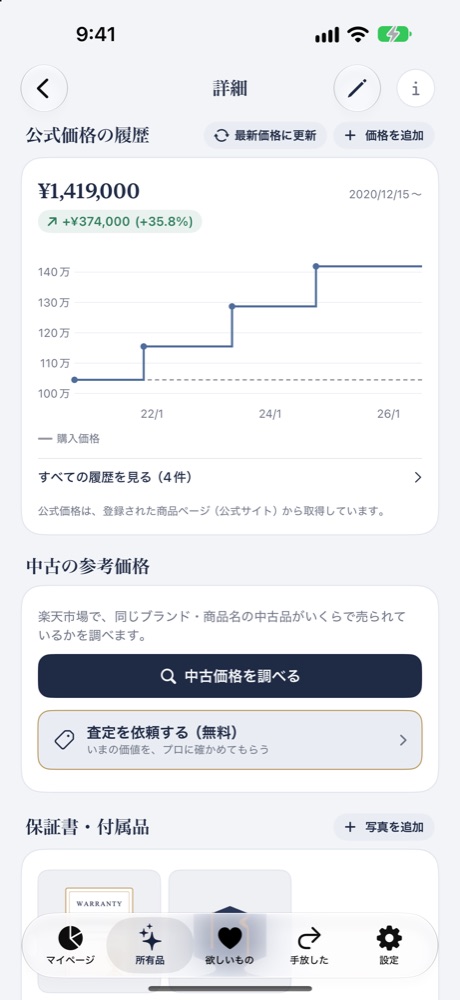 9:41
詳細
公式価格の履歴
最新価格に更新
+ 価格を追加
¥1,419,000
2020/12/15～
+¥374,000 (+35.8%)
140万
130万
120万
110万
100万
22/1
24/1
26/1
購入価格
すべての履歴を見る（4件）
公式価格は、登録された商品ページ（公式サイト）から取得しています。
中古の参考価格
楽天市場で、同じブランド・商品名の中古品がいくらで売られて
いるかを調べます。
中古価格を調べる
査定を依頼する（無料）
いまの価値を、プロに確かめてもらう
保証書・付属品
+ 写真を追加
WARRANTY
マイページ
所有品
欲しいもの
手放した
設定